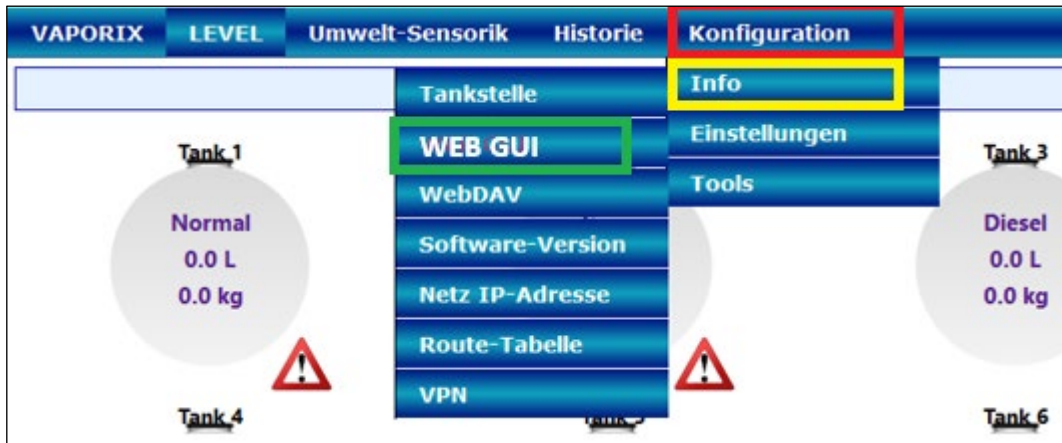 VAPORIX LEVEL Umwelt-Sensorik Historie Konfiguration
Info
Einstellungen
Tools
Tankstelle
WEB GUI
WebDAV
Software-Version
Netz IP-Adresse
Route-Tabelle
VPN
Tank 1
Normal
0.0 L
0.0 kg
Tank 3
Diesel
0.0 L
0.0 kg
Tank 4
Tank 6